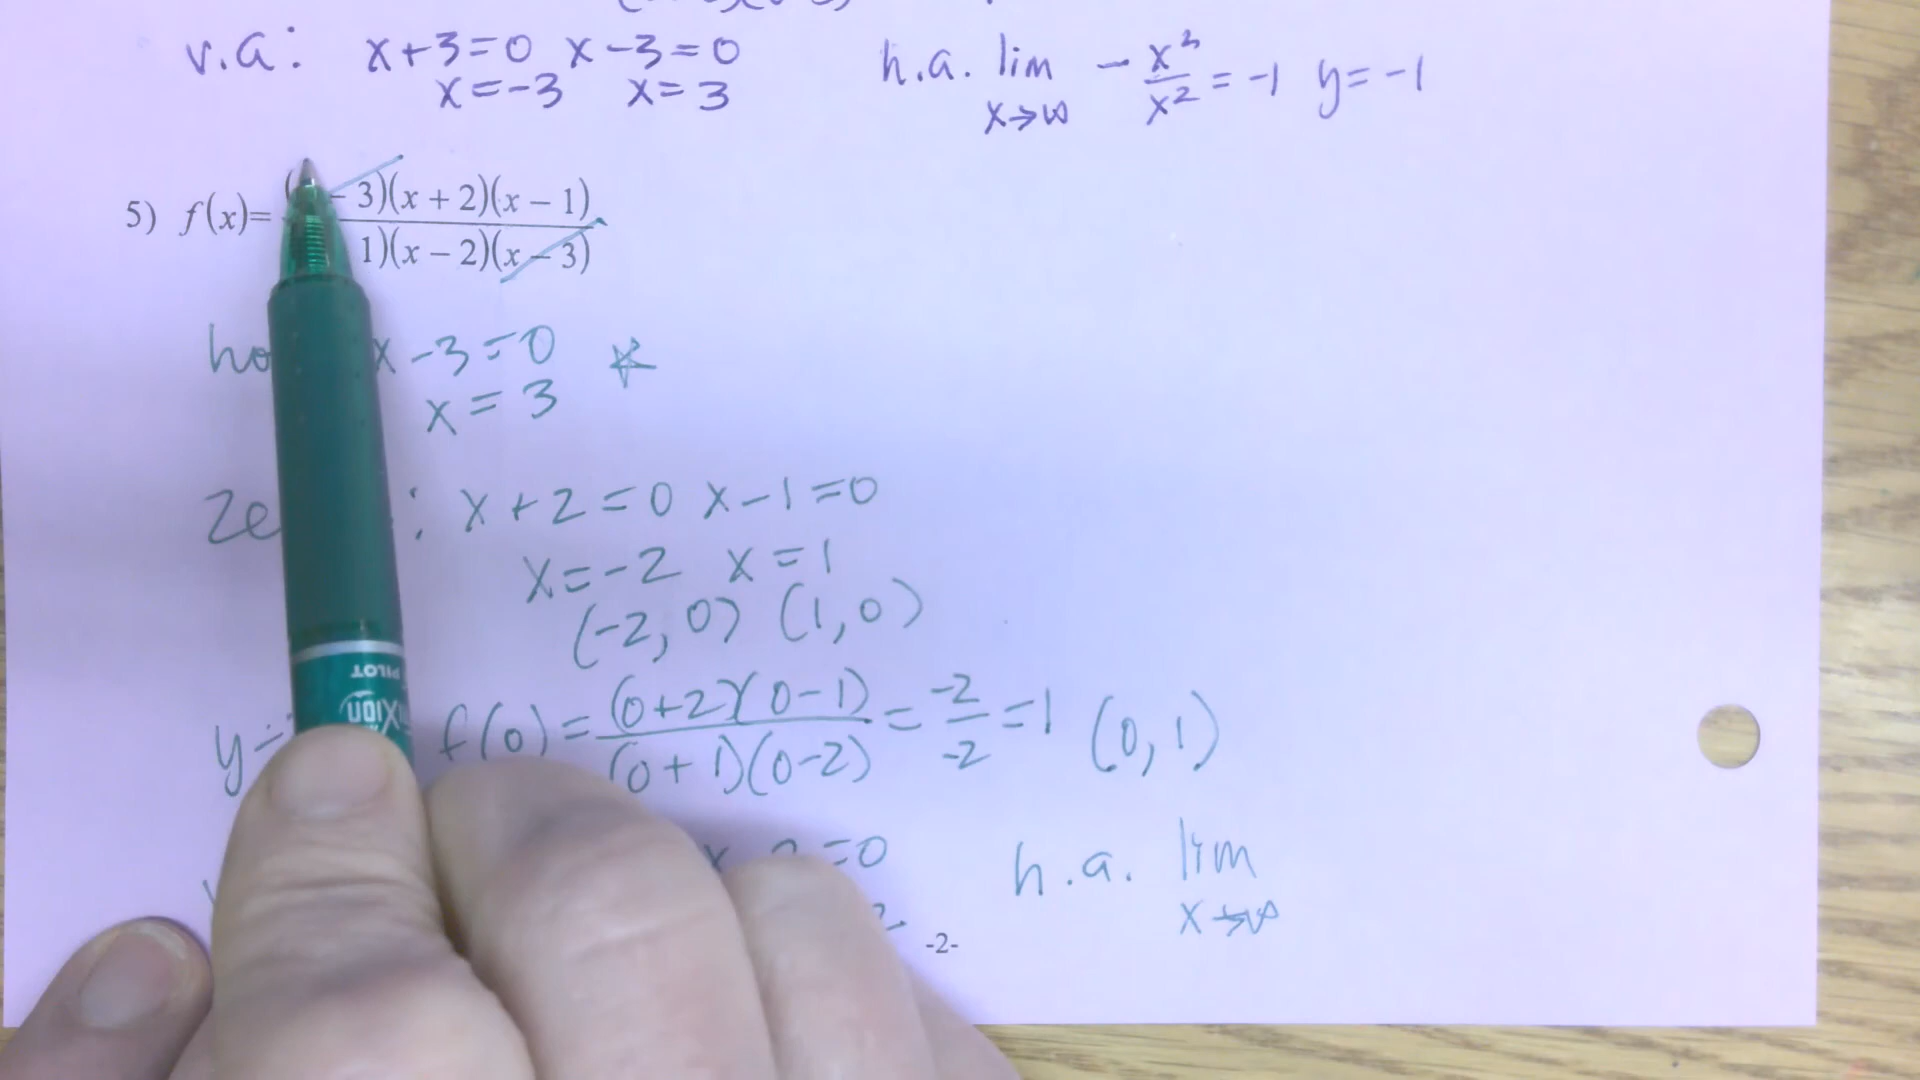 v.a: x+3=0 x-3=0 h.a. lim - x²/x² = -1 y=-1
x=-3 x=3 x→∞
5) f(x)= - 3)(x + 2)(x - 1)
1)(x - 2)(x - 3)
ho x-3=0 *
x=3
Ze : x+2=0 x-1=0
x=-2 x=1
(-2,0) (1,0)
y- f(0)= (0+2)(0-1)/(0+1)(0-2) = -2/-2 =1 (0,1)
=0 h.a. lim
x→∞
-2-
PILOT